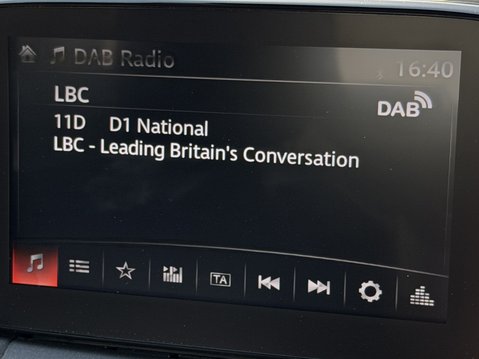 DAB Radio
16:40
LBC
DAB
11D D1 National
LBC - Leading Britain's Conversation
TA